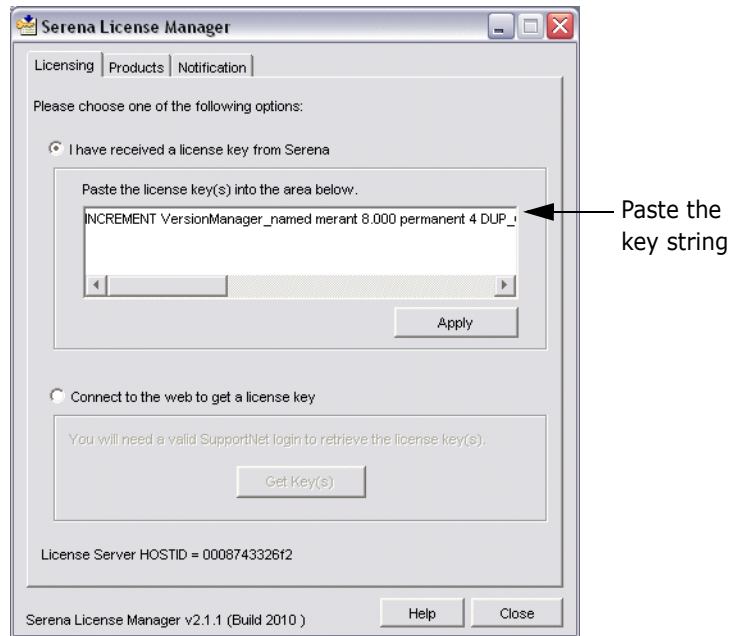 Serena License Manager
Licensing Products Notification
Please choose one of the following options:
I have received a license key from Serena
Paste the license key(s) into the area below.
INCREMENT VersionManager_named merant 8.000 permanent 4 DUP_
Paste the
key string
Apply
Connect to the web to get a license key
You will need a valid SupportNet login to retrieve the license key(s).
Get Key(s)
License Server HOSTID = 0008743326f2
Serena License Manager v2.1.1 (Build 2010 )
Help
Close